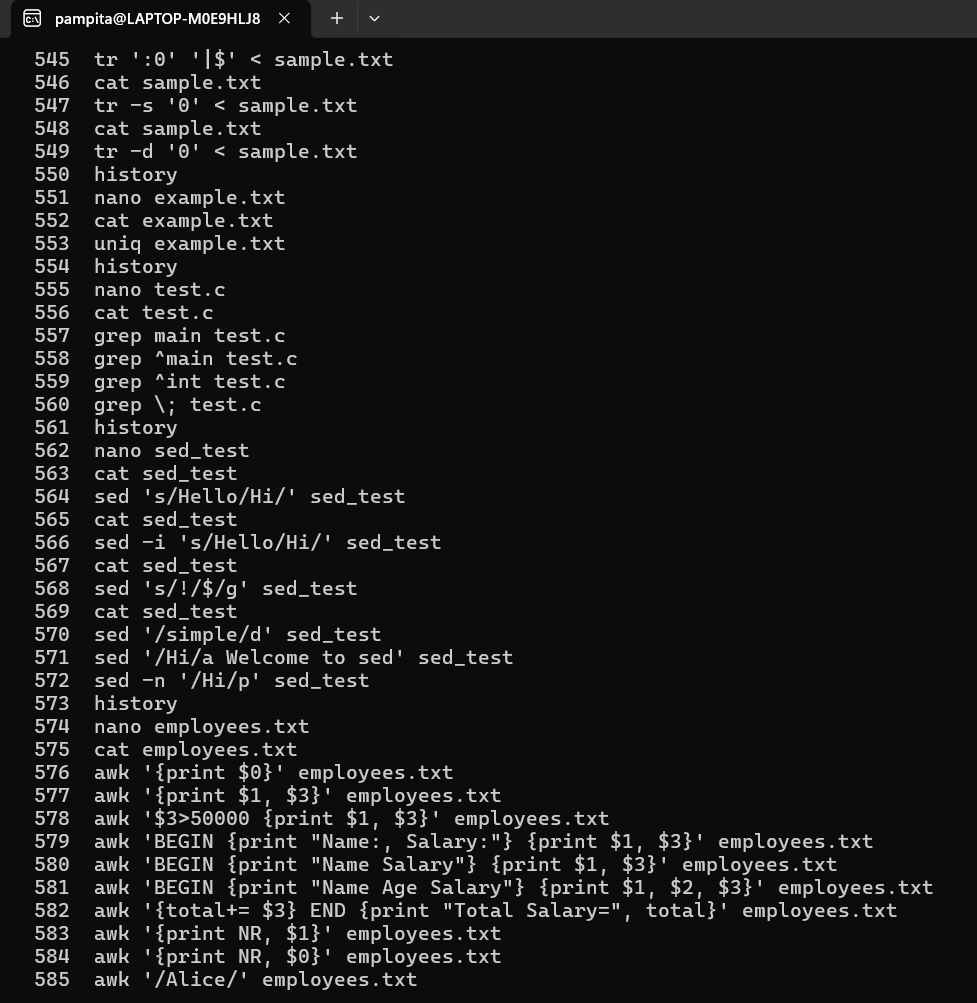 pampita@LAPTOP-M0E9HLJ8
545 tr ':0' '|$' < sample.txt
546 cat sample.txt
547 tr -s '0' < sample.txt
548 cat sample.txt
549 tr -d '0' < sample.txt
550 history
551 nano example.txt
552 cat example.txt
553 uniq example.txt
554 history
555 nano test.c
556 cat test.c
557 grep main test.c
558 grep ^main test.c
559 grep ^int test.c
560 grep \; test.c
561 history
562 nano sed_test
563 cat sed_test
564 sed 's/Hello/Hi/' sed_test
565 cat sed_test
566 sed -i 's/Hello/Hi/' sed_test
567 cat sed_test
568 sed 's/!/$/g' sed_test
569 cat sed_test
570 sed '/simple/d' sed_test
571 sed '/Hi/a Welcome to sed' sed_test
572 sed -n '/Hi/p' sed_test
573 history
574 nano employees.txt
575 cat employees.txt
576 awk '{print $0}' employees.txt
577 awk '{print $1, $3}' employees.txt
578 awk '$3>50000 {print $1, $3}' employees.txt
579 awk 'BEGIN {print "Name:, Salary:"} {print $1, $3}' employees.txt
580 awk 'BEGIN {print "Name Salary"} {print $1, $3}' employees.txt
581 awk 'BEGIN {print "Name Age Salary"} {print $1, $2, $3}' employees.txt
582 awk '{total+= $3} END {print "Total Salary=", total}' employees.txt
583 awk '{print NR, $1}' employees.txt
584 awk '{print NR, $0}' employees.txt
585 awk '/Alice/' employees.txt